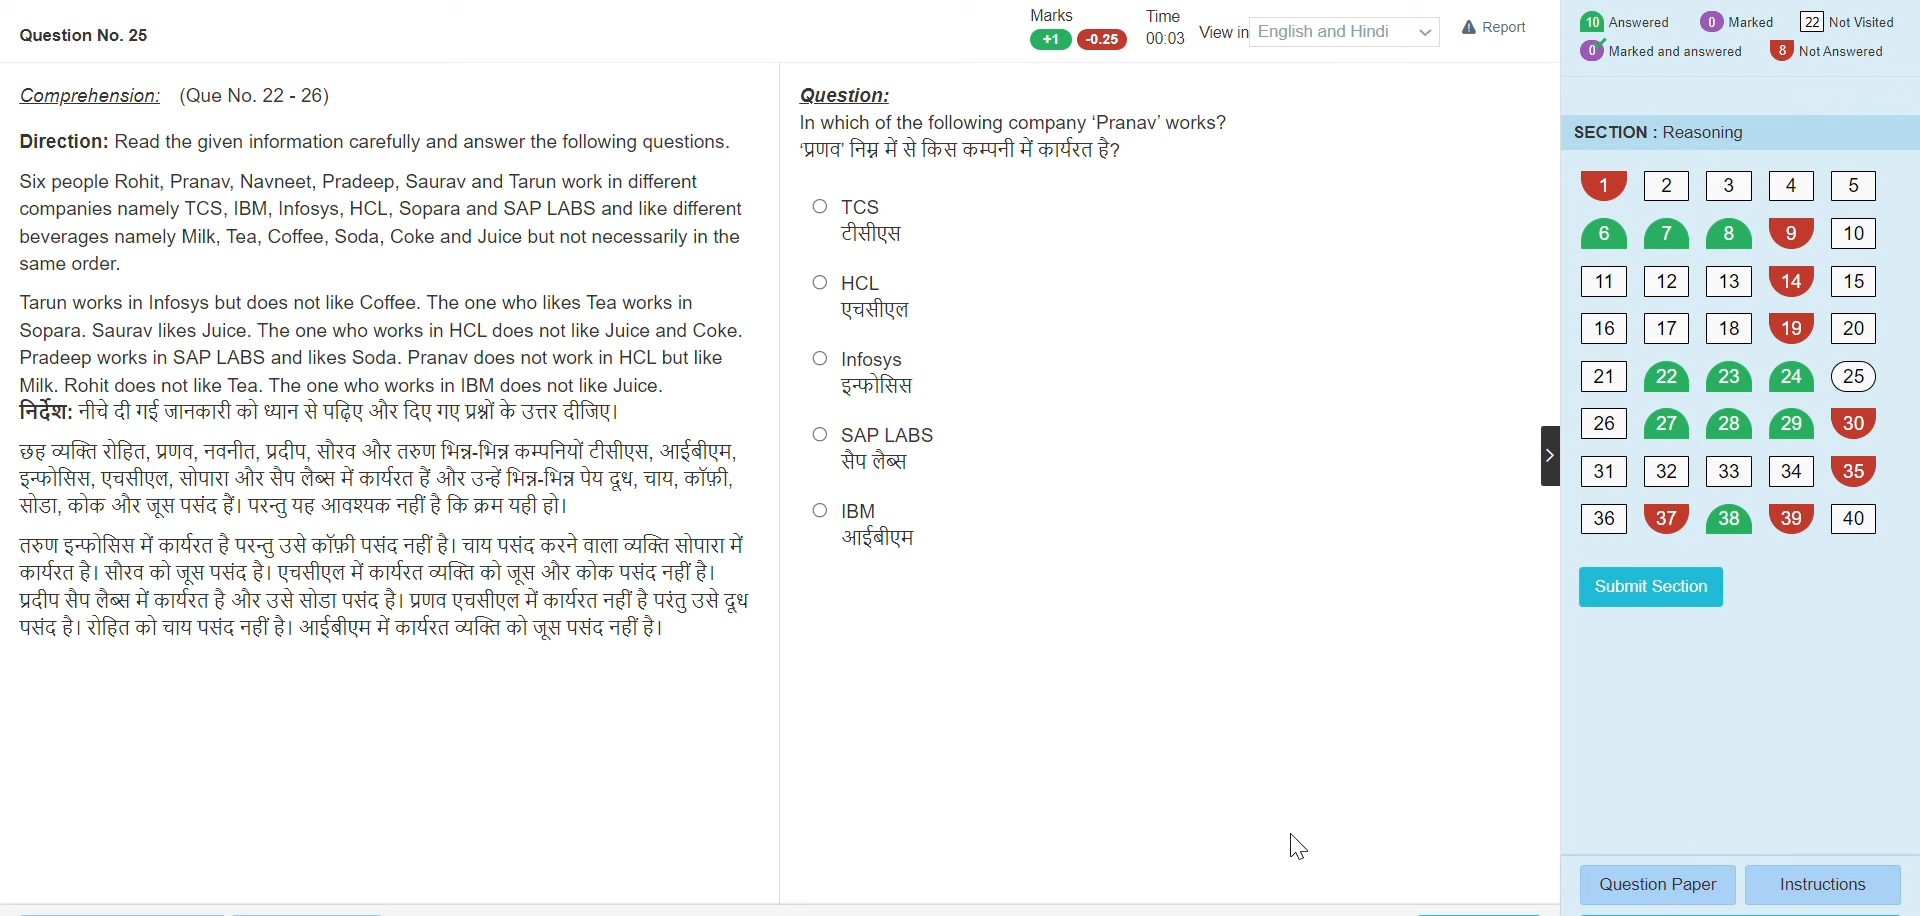 Question No. 25
Marks
+1 -0.25
Time
00:03
View in English and Hindi
Report
Comprehension: (Que No. 22 - 26)
Direction: Read the given information carefully and answer the following questions.
Six people Rohit, Pranav, Navneet, Pradeep, Saurav and Tarun work in different
companies namely TCS, IBM, Infosys, HCL, Sopara and SAP LABS and like different
beverages namely Milk, Tea, Coffee, Soda, Coke and Juice but not necessarily in the
same order.
Tarun works in Infosys but does not like Coffee. The one who likes Tea works in
Sopara. Saurav likes Juice. The one who works in HCL does not like Juice and Coke.
Pradeep works in SAP LABS and likes Soda. Pranav does not work in HCL but like
Milk. Rohit does not like Tea. The one who works in IBM does not like Juice.
निर्देश: नीचे दी गई जानकारी को ध्यान से पढ़िए और दिए गए प्रश्नों के उत्तर दीजिए।
छह व्यक्ति रोहित, प्रणव, नवनीत, प्रदीप, सौरव और तरुण भिन्न-भिन्न कम्पनियों टीसीएस, आईबीएम,
इन्फोसिस, एचसीएल, सोपारा और सैप लैब्स में कार्यरत हैं और उन्हें भिन्न-भिन्न पेय दूध, चाय, कॉफ़ी,
सोडा, कोक और जूस पसंद हैं। परन्तु यह आवश्यक नहीं है कि क्रम यही हो।
तरुण इन्फोसिस में कार्यरत है परन्तु उसे कॉफ़ी पसंद नहीं है। चाय पसंद करने वाला व्यक्ति सोपारा में
कार्यरत है। सौरव को जूस पसंद है। एचसीएल में कार्यरत व्यक्ति को जूस और कोक पसंद नहीं है।
प्रदीप सैप लैब्स में कार्यरत है और उसे सोडा पसंद है। प्रणव एचसीएल में कार्यरत नहीं है परंतु उसे दूध
पसंद है। रोहित को चाय पसंद नहीं है। आईबीएम में कार्यरत व्यक्ति को जूस पसंद नहीं है।
Question:
In which of the following company ‘Pranav’ works?
‘प्रणव’ निम्न में से किस कम्पनी में कार्यरत है?
TCS
टीसीएस
HCL
एचसीएल
Infosys
इन्फोसिस
SAP LABS
सैप लैब्स
IBM
आईबीएम
10 Answered 0 Marked 22 Not Visited
0 Marked and answered 8 Not Answered
SECTION : Reasoning
1 2 3 4 5
6 7 8 9 10
11 12 13 14 15
16 17 18 19 20
21 22 23 24 25
26 27 28 29 30
31 32 33 34 35
36 37 38 39 40
Submit Section
Question Paper Instructions